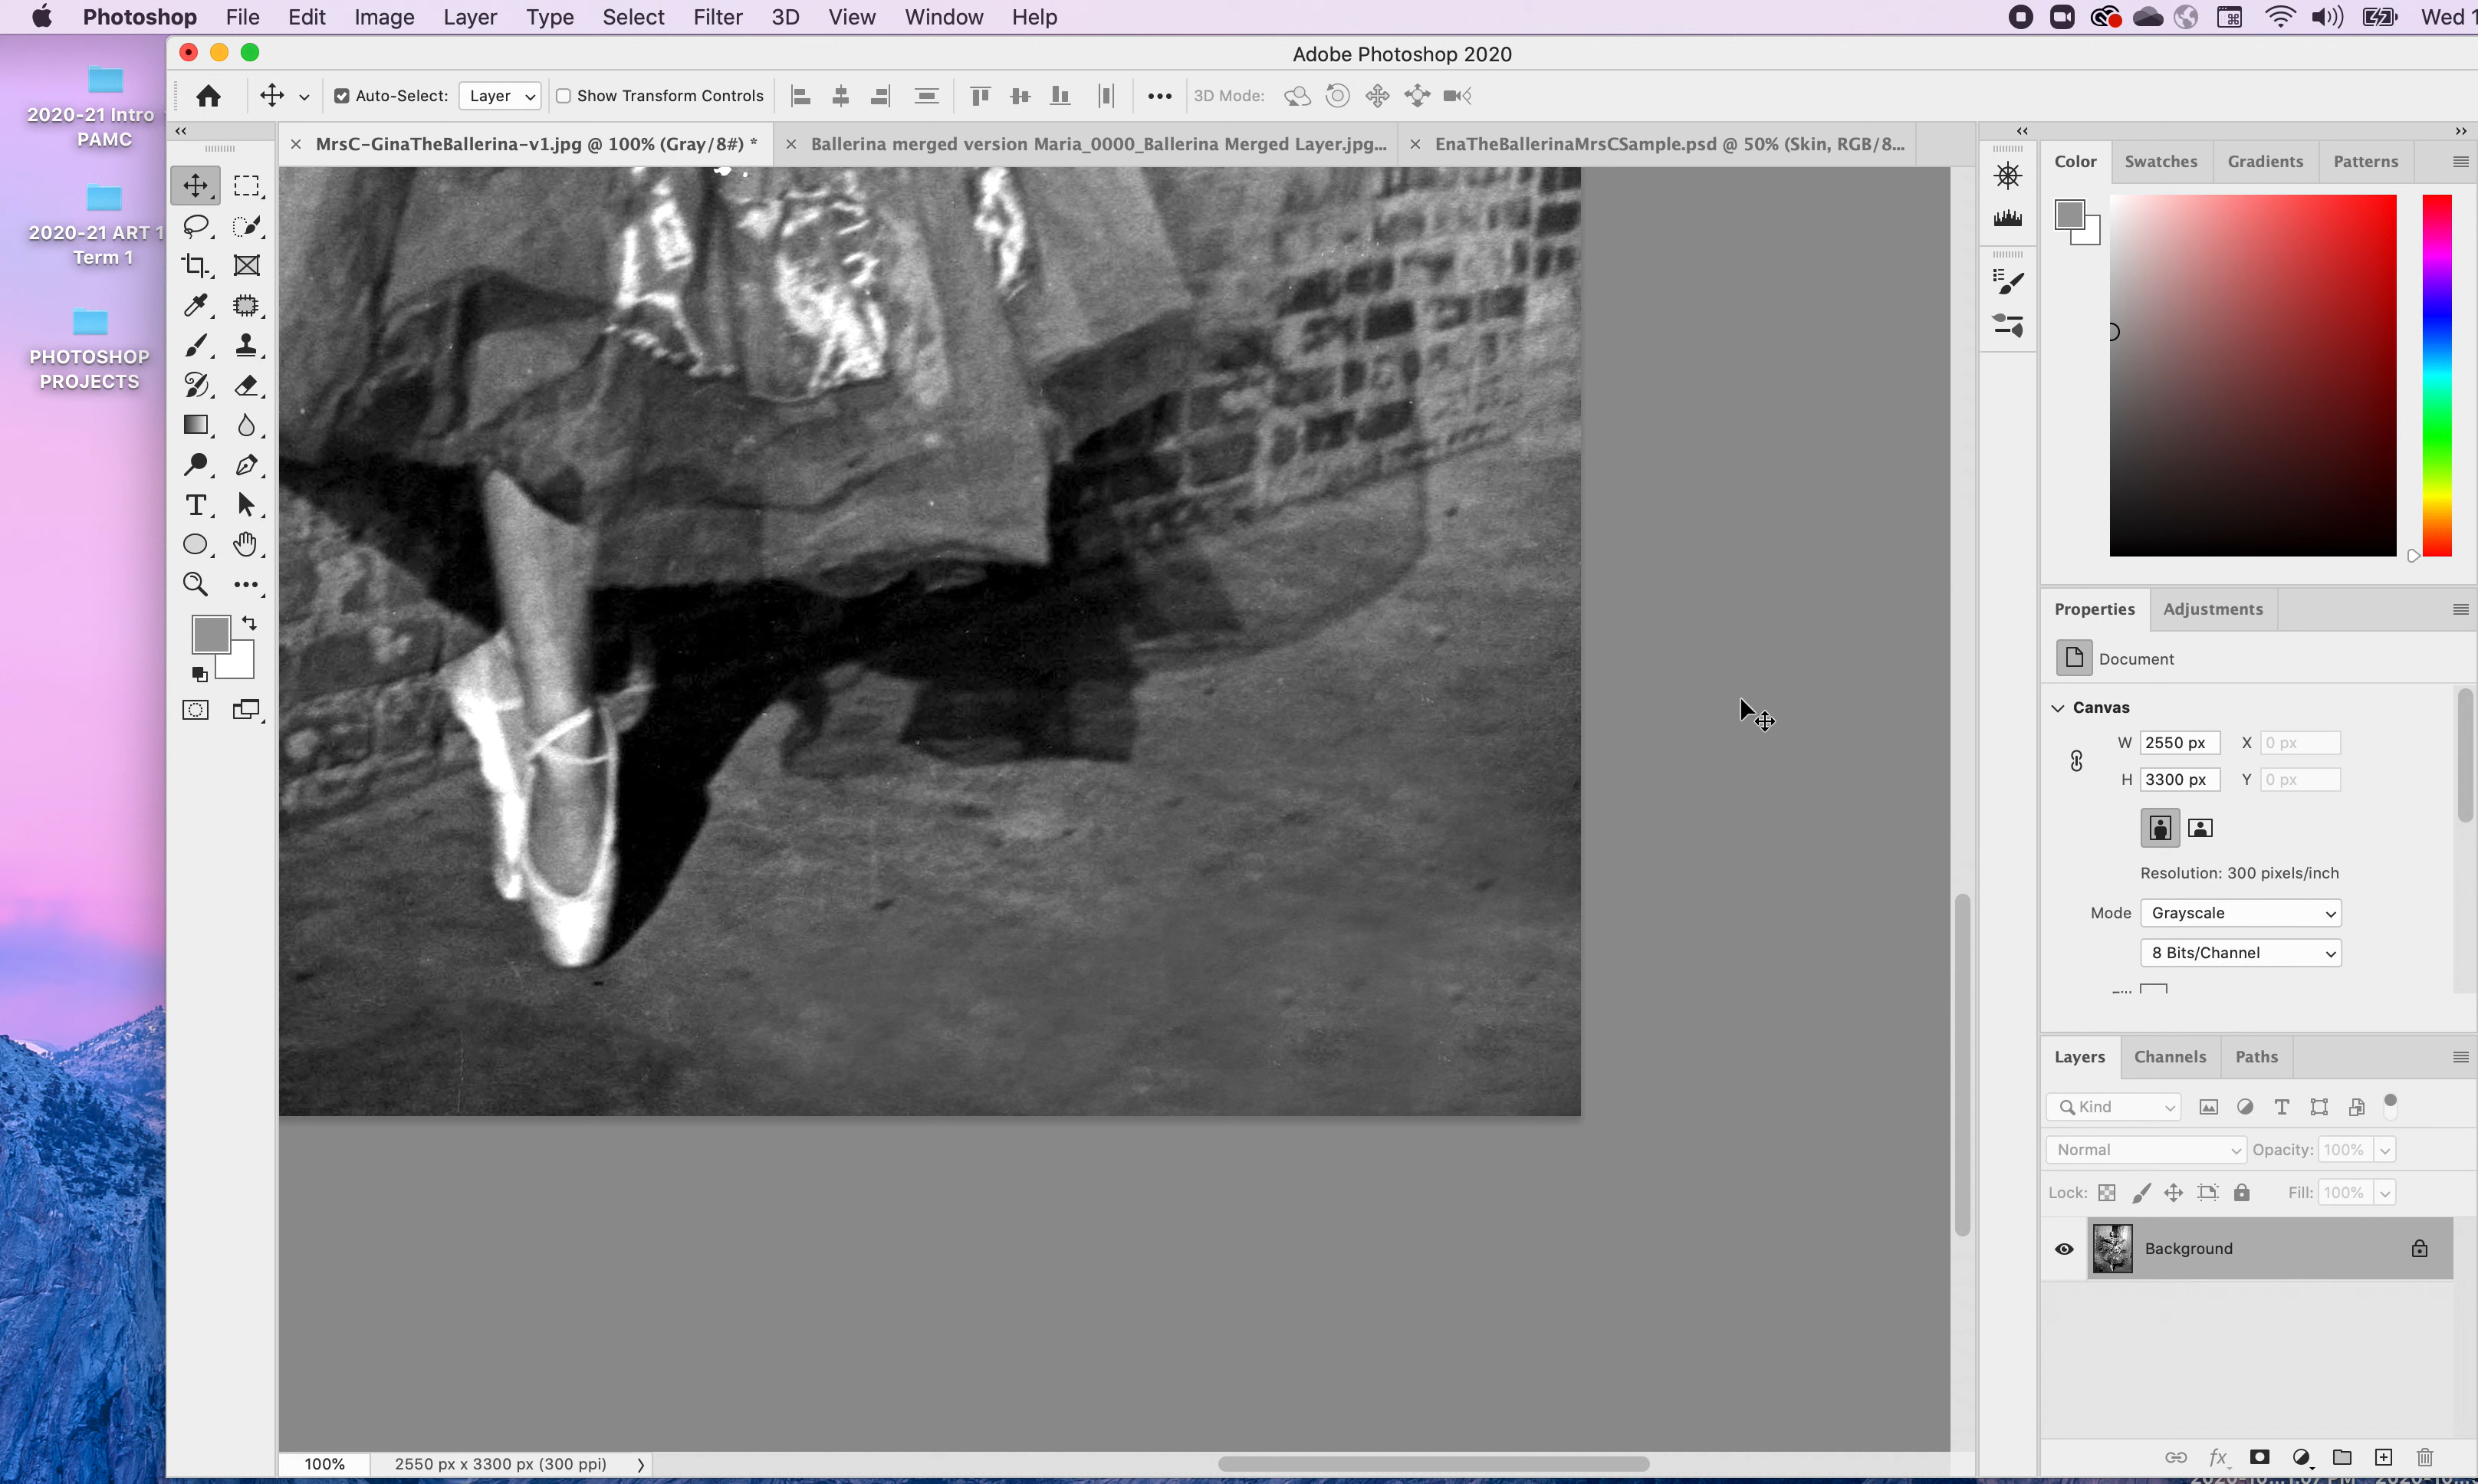 Photoshop File Edit Image Layer Type Select Filter 3D View Window Help Wed 1
Adobe Photoshop 2020
2020-21 Intro
PAMC
2020-21 ART 1
Term 1
PHOTOSHOP
PROJECTS
Auto-Select: Layer Show Transform Controls 3D Mode:
MrsC-GinaTheBallerina-v1.jpg @ 100% (Gray/8#) * Ballerina merged version Maria_0000_Ballerina Merged Layer.jpg... EnaTheBallerinaMrsCSample.psd @ 50% (Skin, RGB/8...
Color Swatches Gradients Patterns
Properties Adjustments
Document
Canvas
W 2550 px X 0 px
H 3300 px Y 0 px
Resolution: 300 pixels/inch
Mode Grayscale
8 Bits/Channel
Layers Channels Paths
Kind
Normal Opacity: 100%
Lock: Fill: 100%
Background
fx
100% 2550 px x 3300 px (300 ppi)